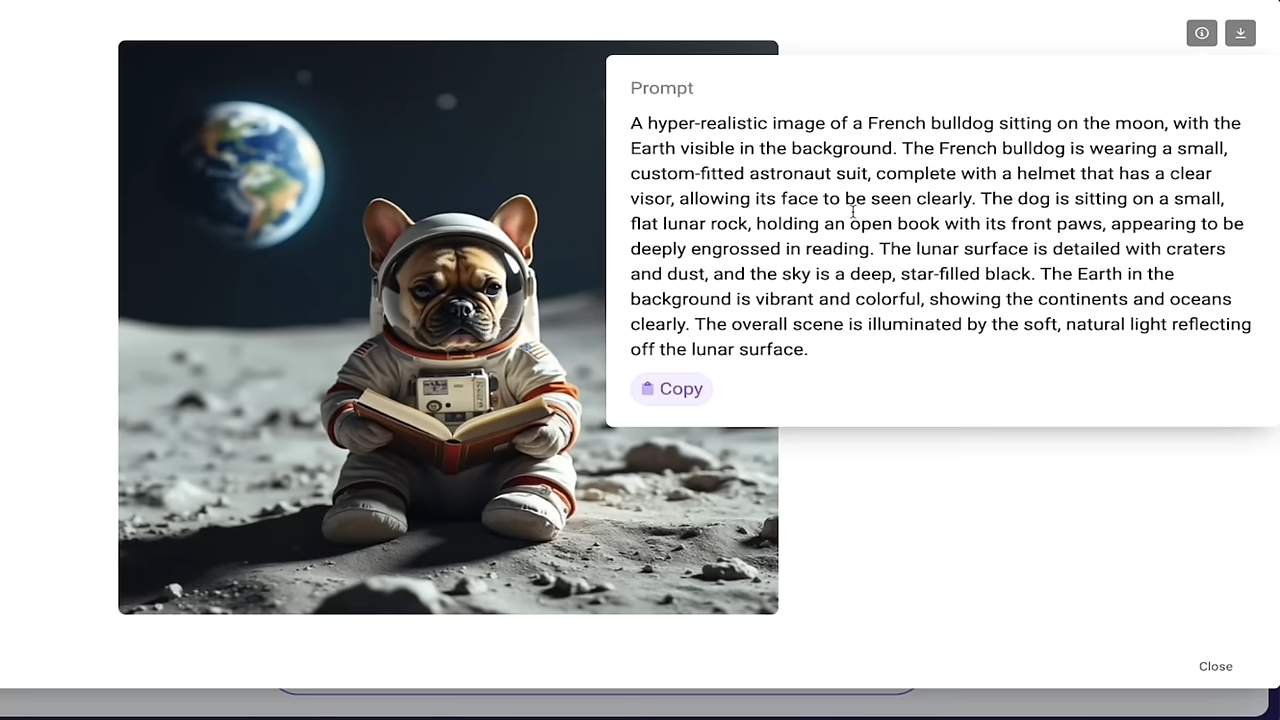 Prompt
A hyper-realistic image of a French bulldog sitting on the moon, with the
Earth visible in the background. The French bulldog is wearing a small,
custom-fitted astronaut suit, complete with a helmet that has a clear
visor, allowing its face to be seen clearly. The dog is sitting on a small,
flat lunar rock, holding an open book with its front paws, appearing to be
deeply engrossed in reading. The lunar surface is detailed with craters
and dust, and the sky is a deep, star-filled black. The Earth in the
background is vibrant and colorful, showing the continents and oceans
clearly. The overall scene is illuminated by the soft, natural light reflecting
off the lunar surface.
Copy
Close